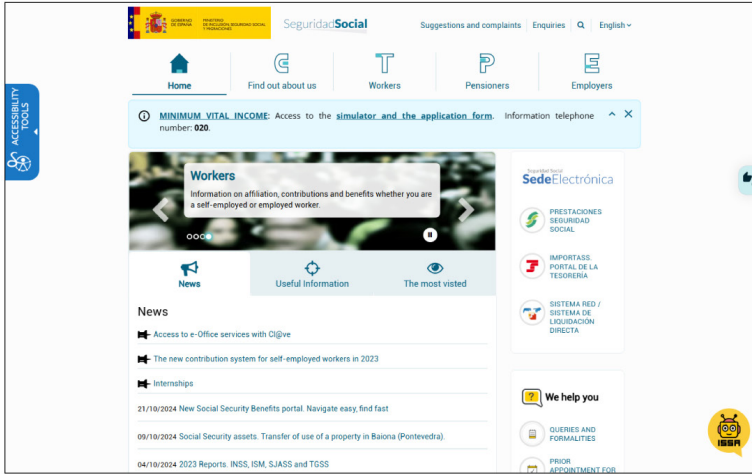 GOBIERNO
DE ESPAÑA
MINISTERIO
DE INCLUSIÓN, SEGURIDAD SOCIAL
Y MIGRACIONES
SeguridadSocial
Suggestions and complaints
Enquiries
English
Home
Find out about us
Workers
Pensioners
Employers
ACCESSIBILITY
TOOLS
MINIMUM VITAL INCOME: Access to the simulator and the application form. Information telephone
number: 020.
Workers
Information on affiliation, contributions and benefits whether you are
a self-employed or employed worker.
News
Useful Information
The most visted
News
Access to e-Office services with Cl@ve
The new contribution system for self-employed workers in 2023
Internships
21/10/2024 New Social Security Benefits portal. Navigate easy, find fast
09/10/2024 Social Security assets. Transfer of use of a property in Baiona (Pontevedra).
04/10/2024 2023 Reports. INSS, ISM, SJASS and TGSS
Seguridad Social
SedeElectrónica
PRESTACIONES
SEGURIDAD
SOCIAL
IMPORTASS.
PORTAL DE LA
TESORERÍA
SISTEMA RED /
SISTEMA DE
LIQUIDACIÓN
DIRECTA
We help you
QUERIES AND
FORMALITIES
PRIOR
APPOINTMENT FOR
ISSA